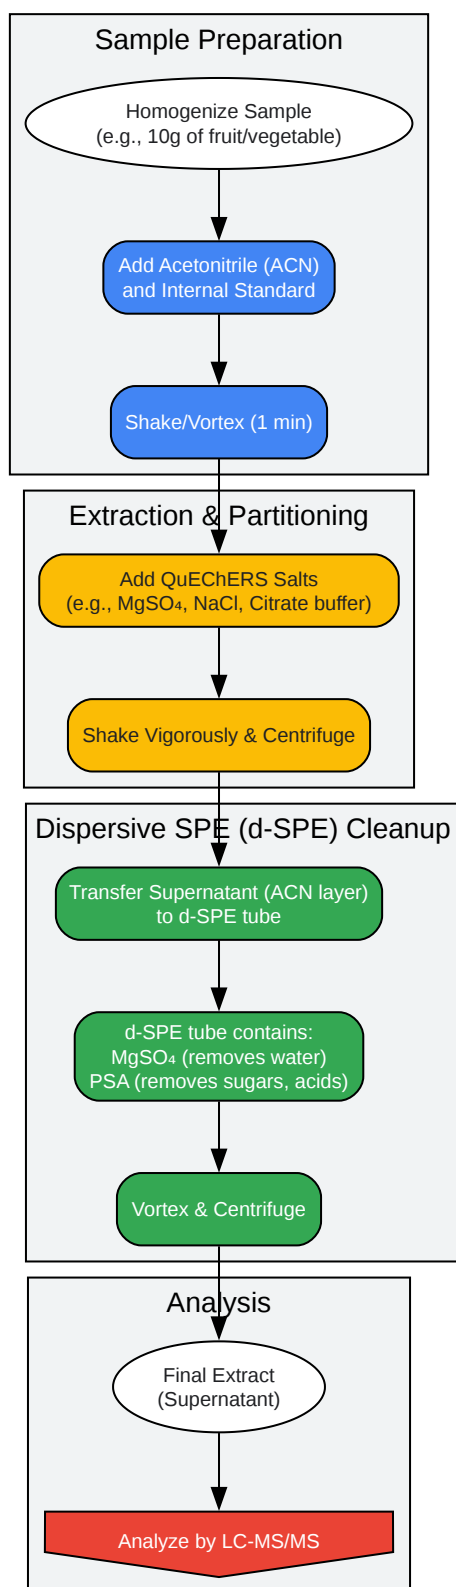 Sample Preparation
Homogenize Sample
(e.g., 10g of fruit/vegetable)
Add Acetonitrile (ACN)
and Internal Standard
Shake/Vortex (1 min)
Extraction & Partitioning
Add QuEChERS Salts
(e.g., MgSO₄, NaCl, Citrate buffer)
Shake Vigorously & Centrifuge
Dispersive SPE (d-SPE) Cleanup
Transfer Supernatant (ACN layer)
to d-SPE tube
d-SPE tube contains:
MgSO₄ (removes water)
PSA (removes sugars, acids)
Vortex & Centrifuge
Analysis
Final Extract
(Supernatant)
Analyze by LC-MS/MS